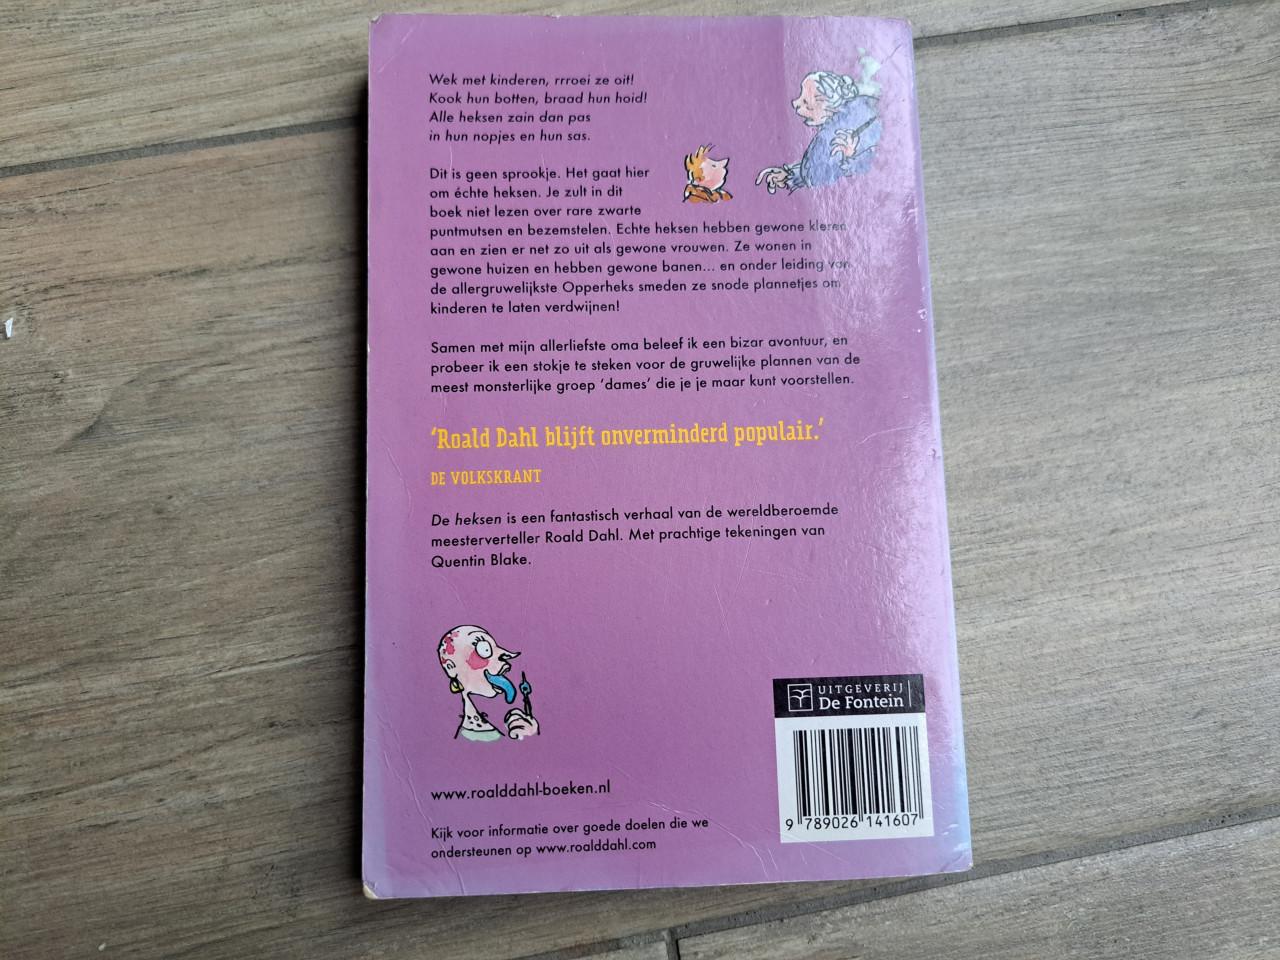 Wek met kinderen, rrroei ze oit!
Kook hun botten, braad hun hoid!
Alle heksen zain dan pas
in hun nopjes en hun sas.
Dit is geen sprookje. Het gaat hier
om échte heksen. Je zult in dit
boek niet lezen over rare zwarte
puntmutsen en bezemstelen. Echte heksen hebben gewone kleren
aan en zien er net zo uit als gewone vrouwen. Ze wonen in
gewone huizen en hebben gewone banen... en onder leiding van
de allergruwelijkste Opperheks smeden ze snode plannetjes om
kinderen te laten verdwijnen!
Samen met mijn allerliefste oma beleef ik een bizar avontuur, en
probeer ik een stokje te steken voor de gruwelijke plannen van de
meest monsterlijke groep ‘dames’ die je je maar kunt voorstellen.
‘Roald Dahl blijft onverminderd populair.’
DE VOLKSKRANT
De heksen is een fantastisch verhaal van de wereldberoemde
meesterverteller Roald Dahl. Met prachtige tekeningen van
Quentin Blake.
UITGEVERIJ
De Fontein
www.roalddahl-boeken.nl
9 789026 141607
Kijk voor informatie over goede doelen die we
ondersteunen op www.roalddahl.com